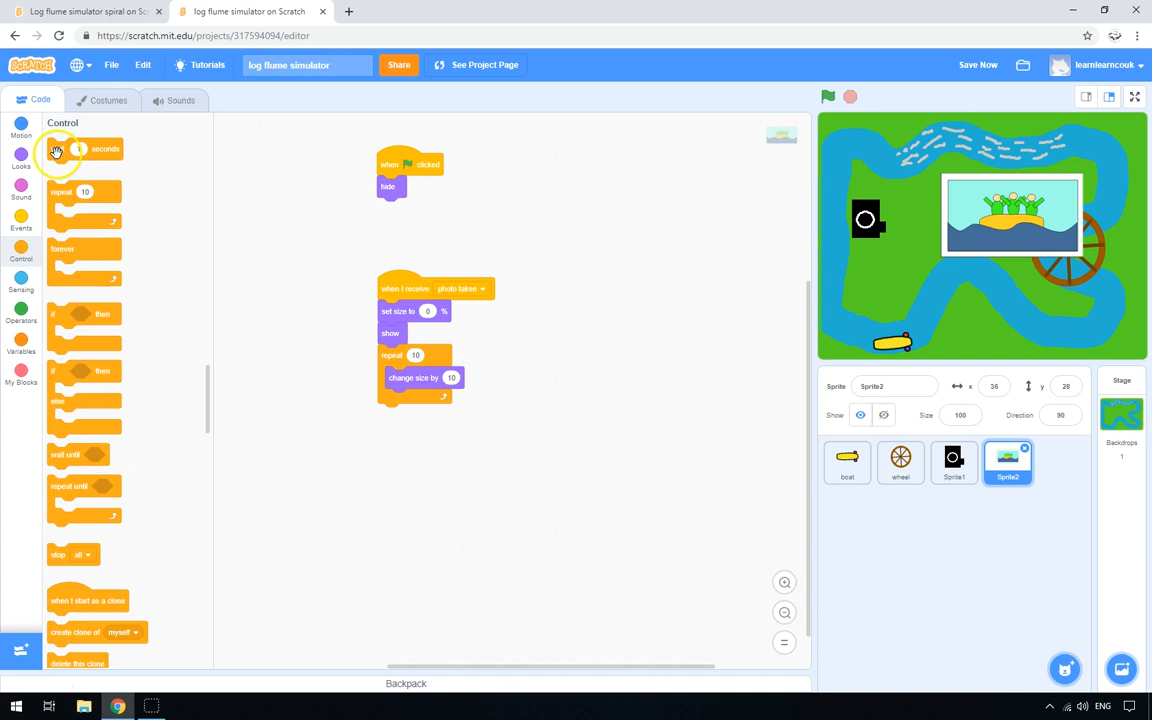 Log flume simulator spiral on Sc
log flume simulator on Scratch
https://scratch.mit.edu/projects/317594094/editor
SCRATCH
File
Edit
Tutorials
log flume simulator
Share
See Project Page
Save Now
learnlearncouk
Code
Costumes
Sounds
Motion
Looks
Sound
Events
Control
Sensing
Operators
Variables
My Blocks
Control
seconds
repeat 10
forever
if then
if then
else
wait until
repeat until
stop all
when I start as a clone
create clone of myself
delete this clone
when clicked
hide
when I receive photo taken
set size to 0 %
show
repeat 10
change size by 10
Backpack
Sprite Sprite2 x 36 y 28
Show Size 100 Direction 90
boat
wheel
Sprite1
Sprite2
Stage
Backdrops
1
ENG